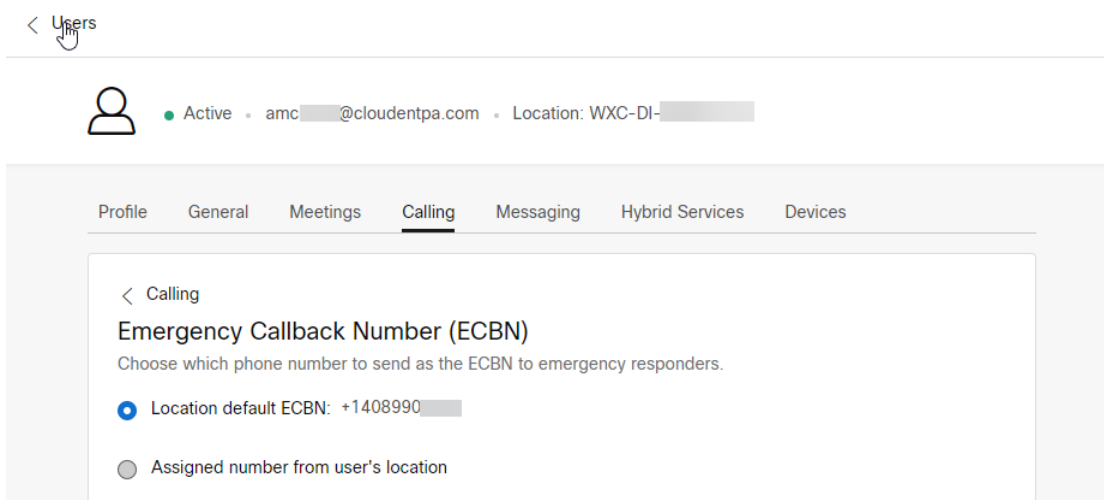 Users
Active amc @cloudentpa.com Location: WXC-DI-
Profile General Meetings Calling Messaging Hybrid Services Devices
Calling
Emergency Callback Number (ECBN)
Choose which phone number to send as the ECBN to emergency responders.
Location default ECBN: +1408990
Assigned number from user's location